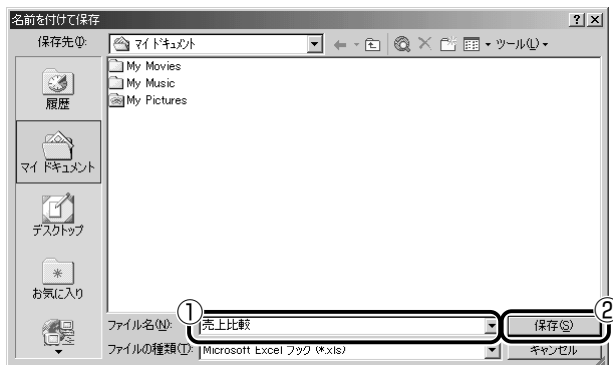 名前を付けて保存
保存先(I):
マイ ドキュメント
ツール(L)
My Movies
My Music
My Pictures
履歴
マイ ドキュメント
デスクトップ
お気に入り
① ②
ファイル名(N): 売上比較 保存(S)
ファイルの種類(T): Microsoft Excel ブック (*.xls) キャンセル